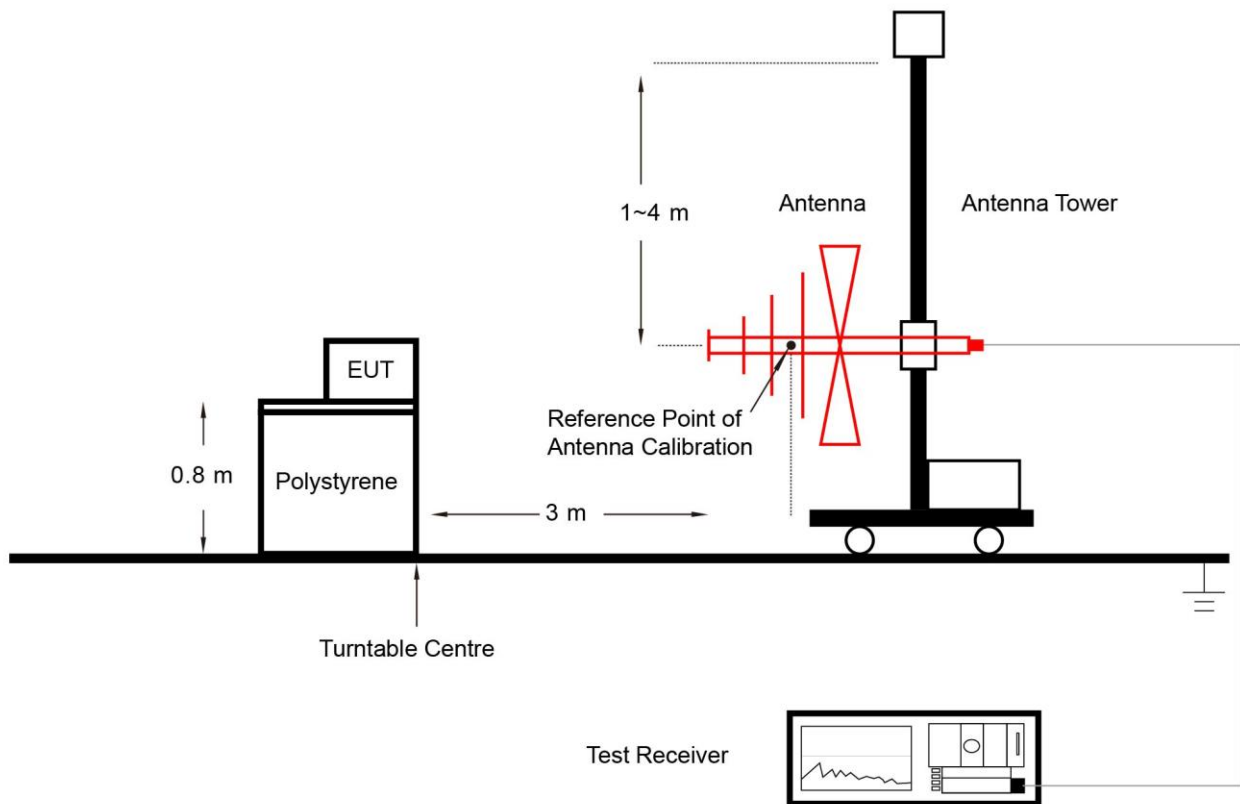 1~4 m
Antenna
Antenna Tower
EUT
Reference Point of
Antenna Calibration
0.8 m
Polystyrene
3 m
Turntable Centre
Test Receiver